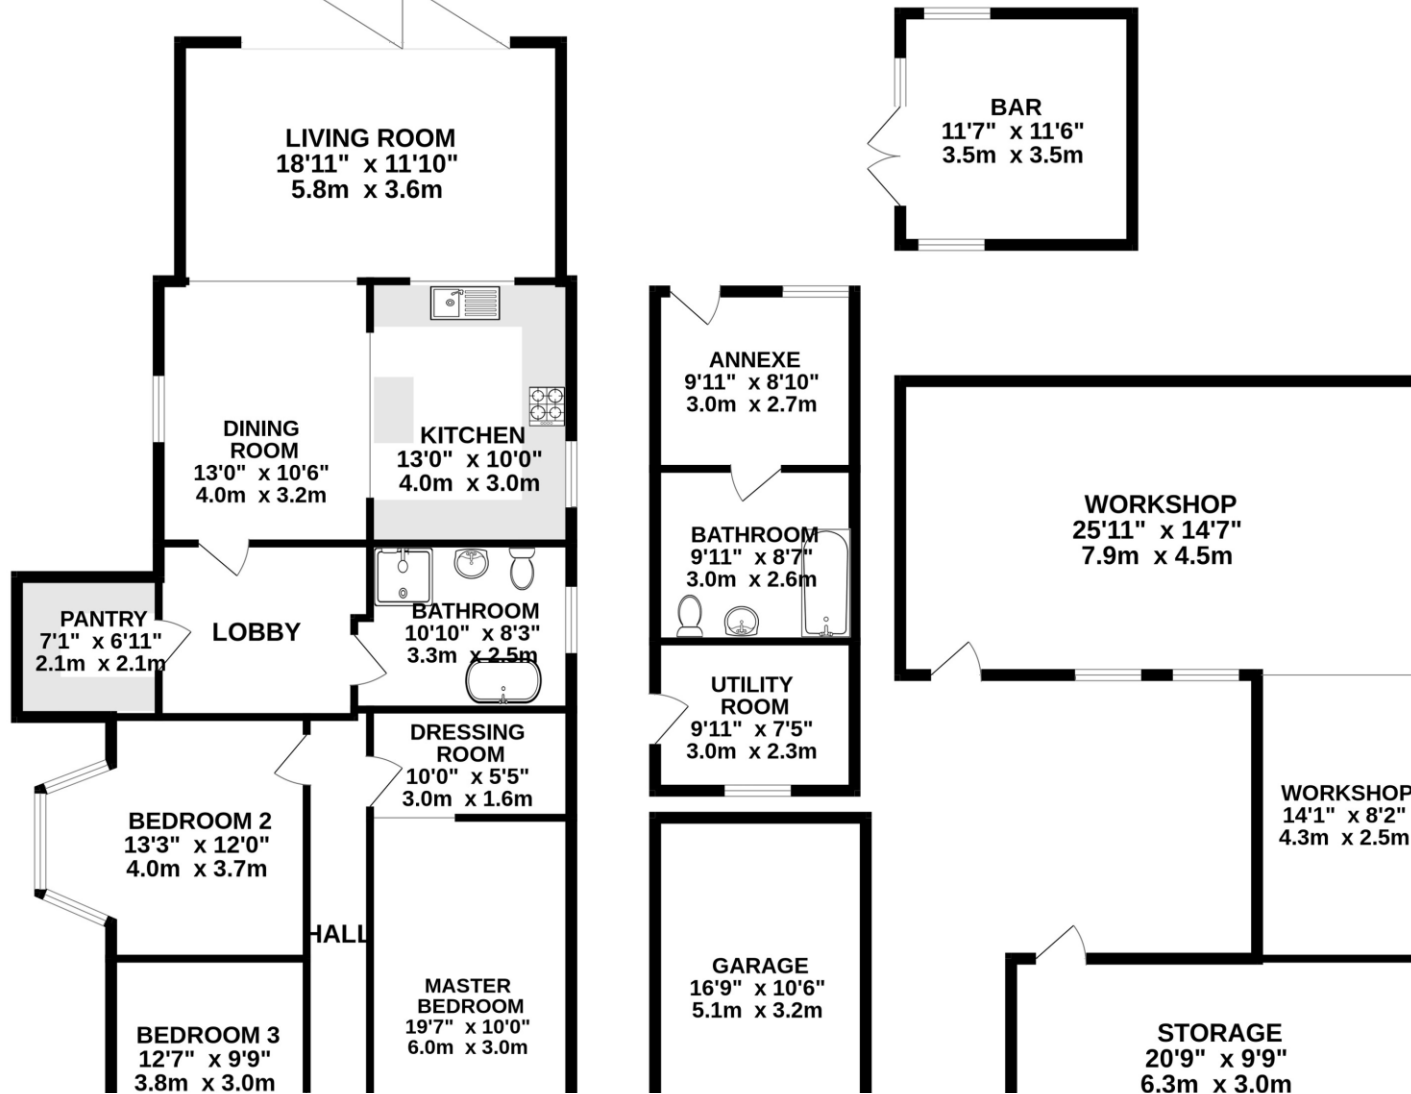 LIVING ROOM
18'11" x 11'10"
5.8m x 3.6m
BAR
11'7" x 11'6"
3.5m x 3.5m
DINING
ROOM
13'0" x 10'6"
4.0m x 3.2m
KITCHEN
13'0" x 10'0"
4.0m x 3.0m
ANNEXE
9'11" x 8'10"
3.0m x 2.7m
WORKSHOP
25'11" x 14'7"
7.9m x 4.5m
BATHROOM
9'11" x 8'7"
3.0m x 2.6m
PANTRY
7'1" x 6'11"
2.1m x 2.1m
LOBBY
BATHROOM
10'10" x 8'3"
3.3m x 2.5m
UTILITY
ROOM
9'11" x 7'5"
3.0m x 2.3m
DRESSING
ROOM
10'0" x 5'5"
3.0m x 1.6m
BEDROOM 2
13'3" x 12'0"
4.0m x 3.7m
WORKSHOP
14'1" x 8'2"
4.3m x 2.5m
HALL
MASTER
BEDROOM
19'7" x 10'0"
6.0m x 3.0m
GARAGE
16'9" x 10'6"
5.1m x 3.2m
BEDROOM 3
12'7" x 9'9"
3.8m x 3.0m
STORAGE
20'9" x 9'9"
6.3m x 3.0m